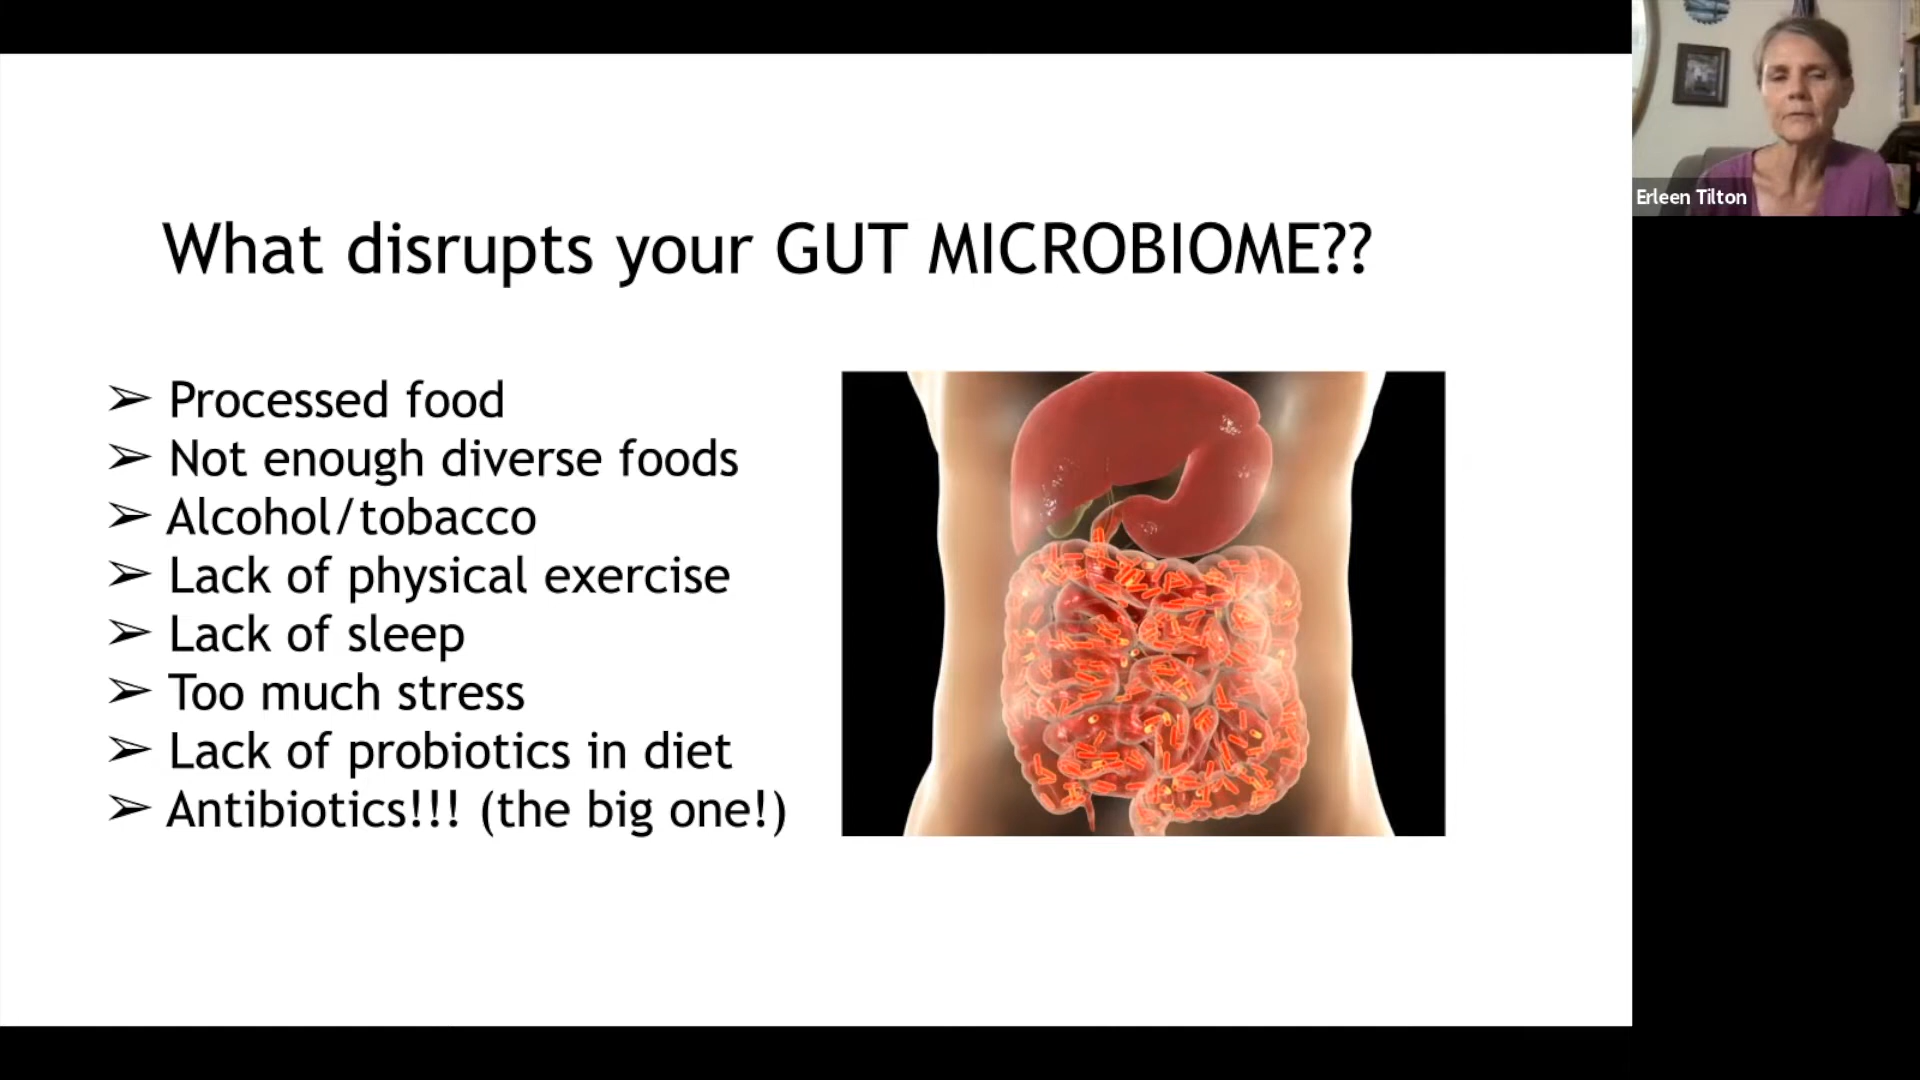 What disrupts your GUT MICROBIOME??
➢ Processed food
➢ Not enough diverse foods
➢ Alcohol/tobacco
➢ Lack of physical exercise
➢ Lack of sleep
➢ Too much stress
➢ Lack of probiotics in diet
➢ Antibiotics!!! (the big one!)
Erleen Tilton